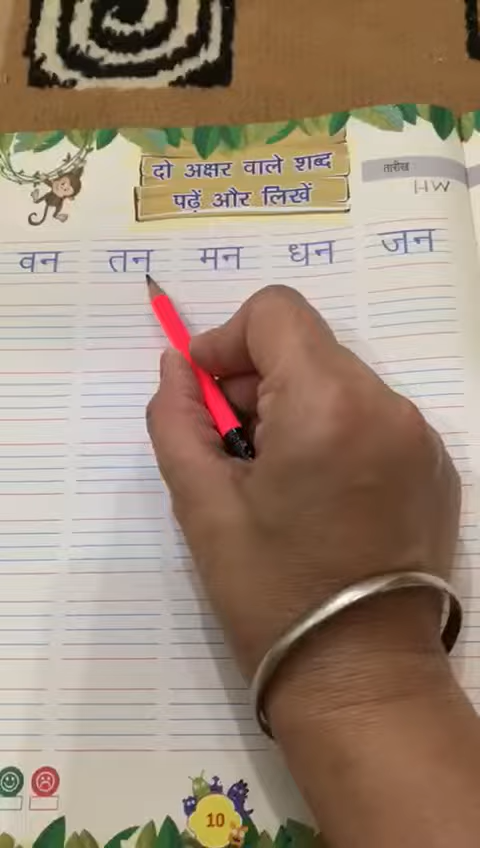 दो अक्षर वाले शब्द
पढ़ें और लिखें
तारीख
HW
वन तन मन धन जन
10